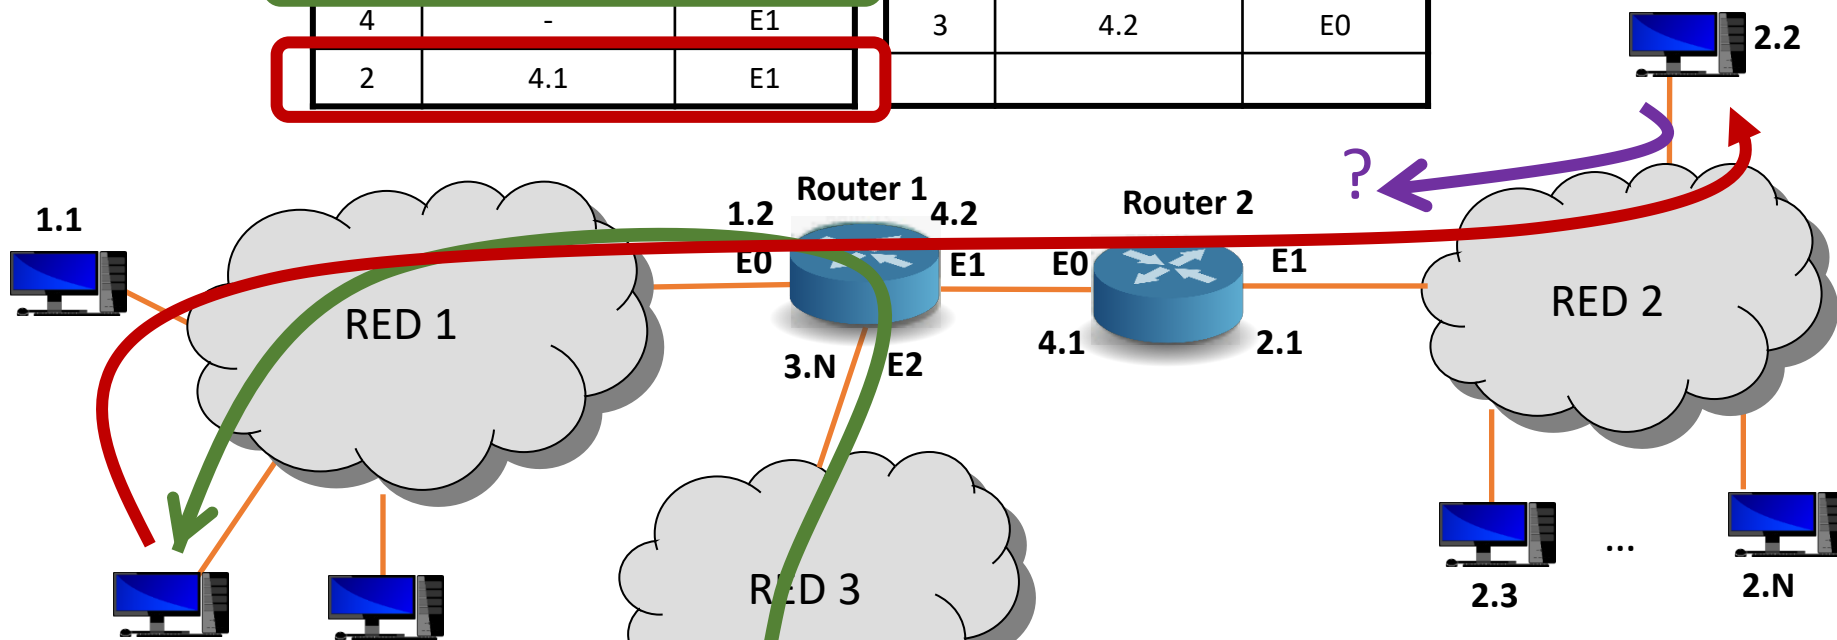 4 - E1 3 4.2 E0
2 4.1 E1
2.2
?
Router 1
1.1
1.2 4.2 Router 2
E0 E1 E0 E1
RED 1 RED 2
4.1 2.1
3.N E2
RED 3
...
2.3 2.N